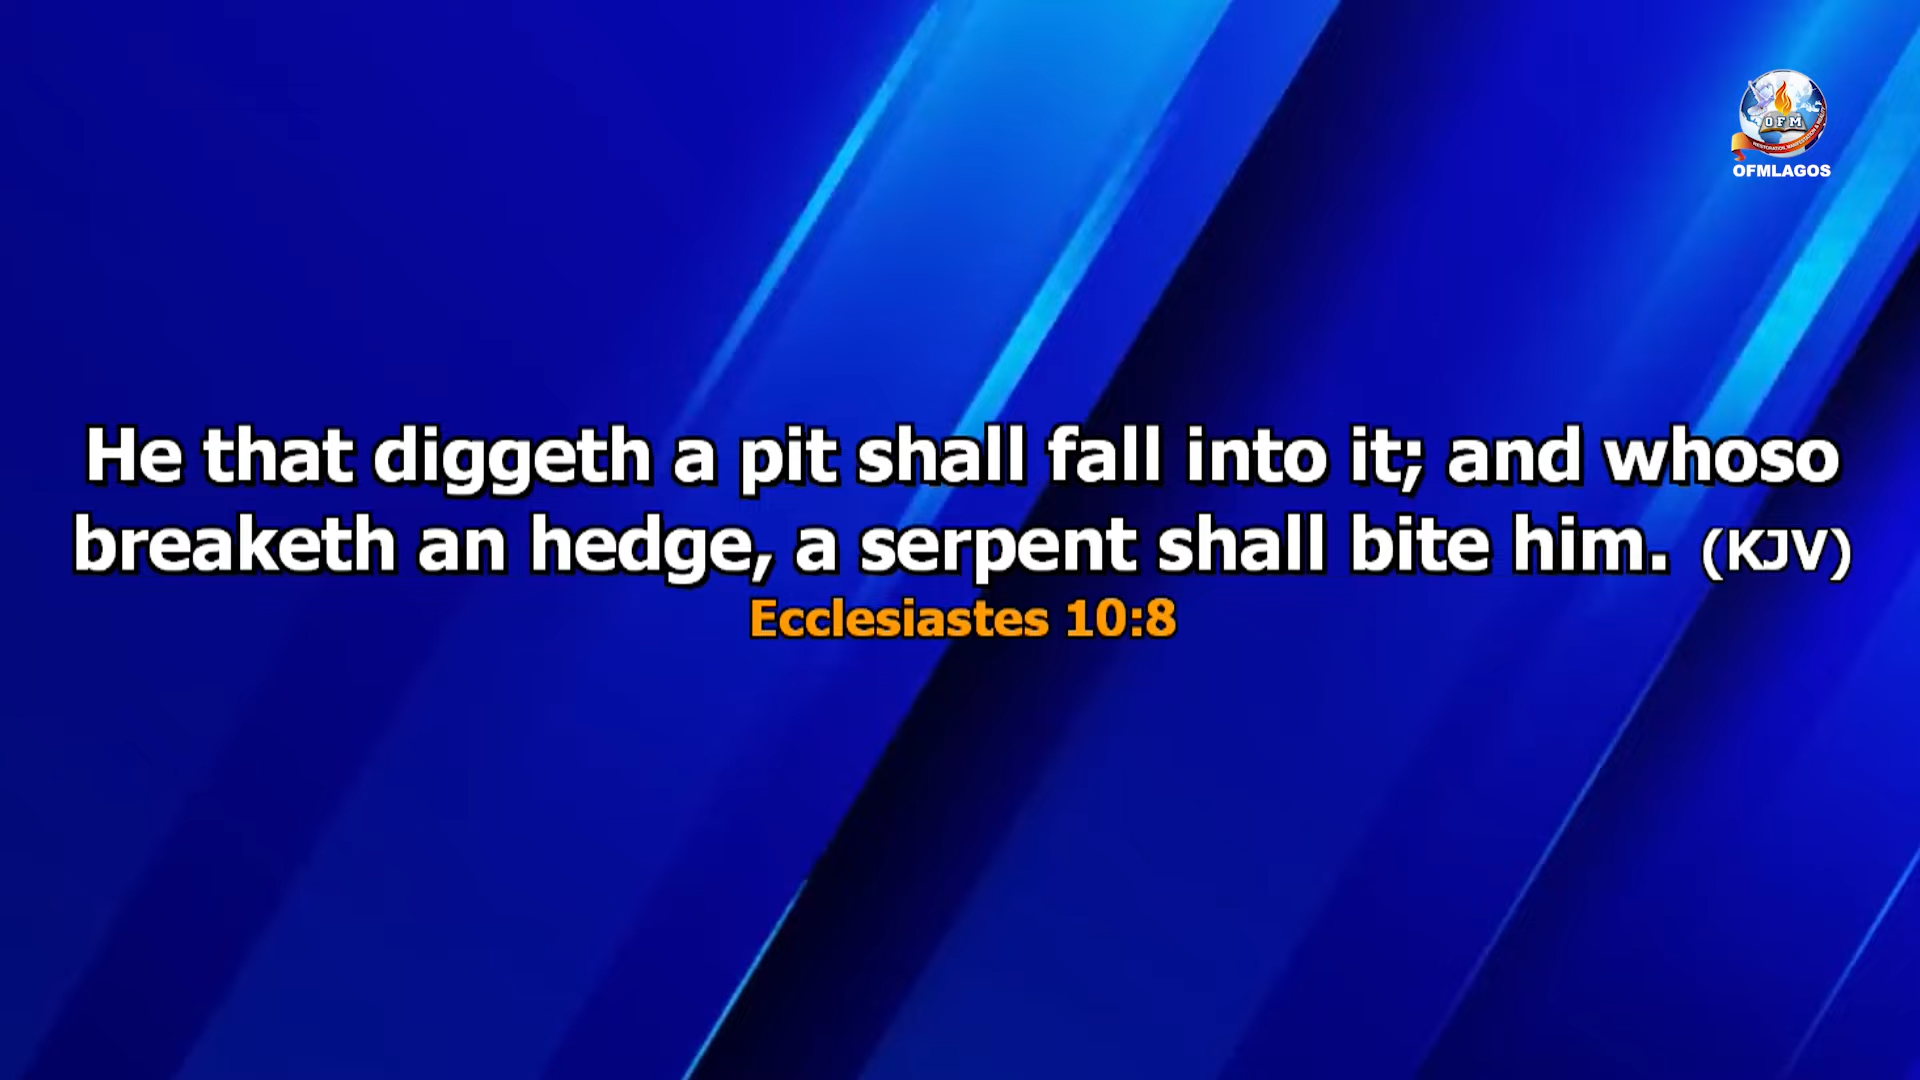 OFM
OFMLAGOS
He that diggeth a pit shall fall into it; and whoso
breaketh an hedge, a serpent shall bite him. (KJV)
Ecclesiastes 10:8